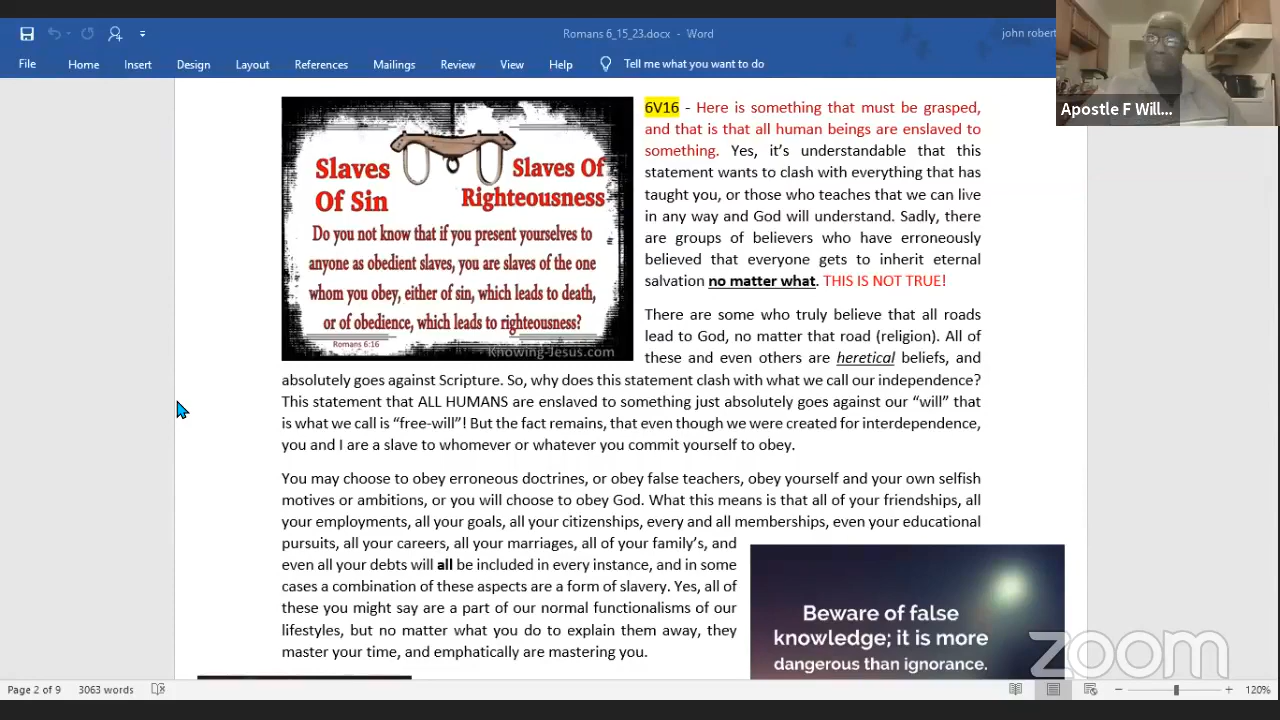 Romans 6_15_23.docx - Word
john robert
File Home Insert Design Layout References Mailings Review View Help Tell me what you want to do
Apostle F Will...
Slaves Of Sin
Slaves Of Righteousness
Do you not know that if you present yourselves to
anyone as obedient slaves, you are slaves of the one
whom you obey, either of sin, which leads to death,
or of obedience, which leads to righteousness?
Romans 6:16
Knowing-Jesus.com
6V16 - Here is something that must be grasped,
and that is that all human beings are enslaved to
something. Yes, it’s understandable that this
statement wants to clash with everything that has
taught you, or those who teaches that we can live
in any way and God will understand. Sadly, there
are groups of believers who have erroneously
believed that everyone gets to inherit eternal
salvation no matter what. THIS IS NOT TRUE!
There are some who truly believe that all roads
lead to God, no matter that road (religion). All of
these and even others are heretical beliefs, and
absolutely goes against Scripture. So, why does this statement clash with what we call our independence?
This statement that ALL HUMANS are enslaved to something just absolutely goes against our “will” that
is what we call is “free-will”! But the fact remains, that even though we were created for interdependence,
you and I are a slave to whomever or whatever you commit yourself to obey.
You may choose to obey erroneous doctrines, or obey false teachers, obey yourself and your own selfish
motives or ambitions, or you will choose to obey God. What this means is that all of your friendships, all
your employments, all your goals, all your citizenships, every and all memberships, even your educational
pursuits, all your careers, all your marriages, all of your family’s, and
even all your debts will all be included in every instance, and in some
cases a combination of these aspects are a form of slavery. Yes, all of
these you might say are a part of our normal functionalisms of our
lifestyles, but no matter what you do to explain them away, they
master your time, and emphatically are mastering you.
Beware of false
knowledge; it is more
dangerous than ignorance.
zoom
Page 2 of 9 3063 words
120%